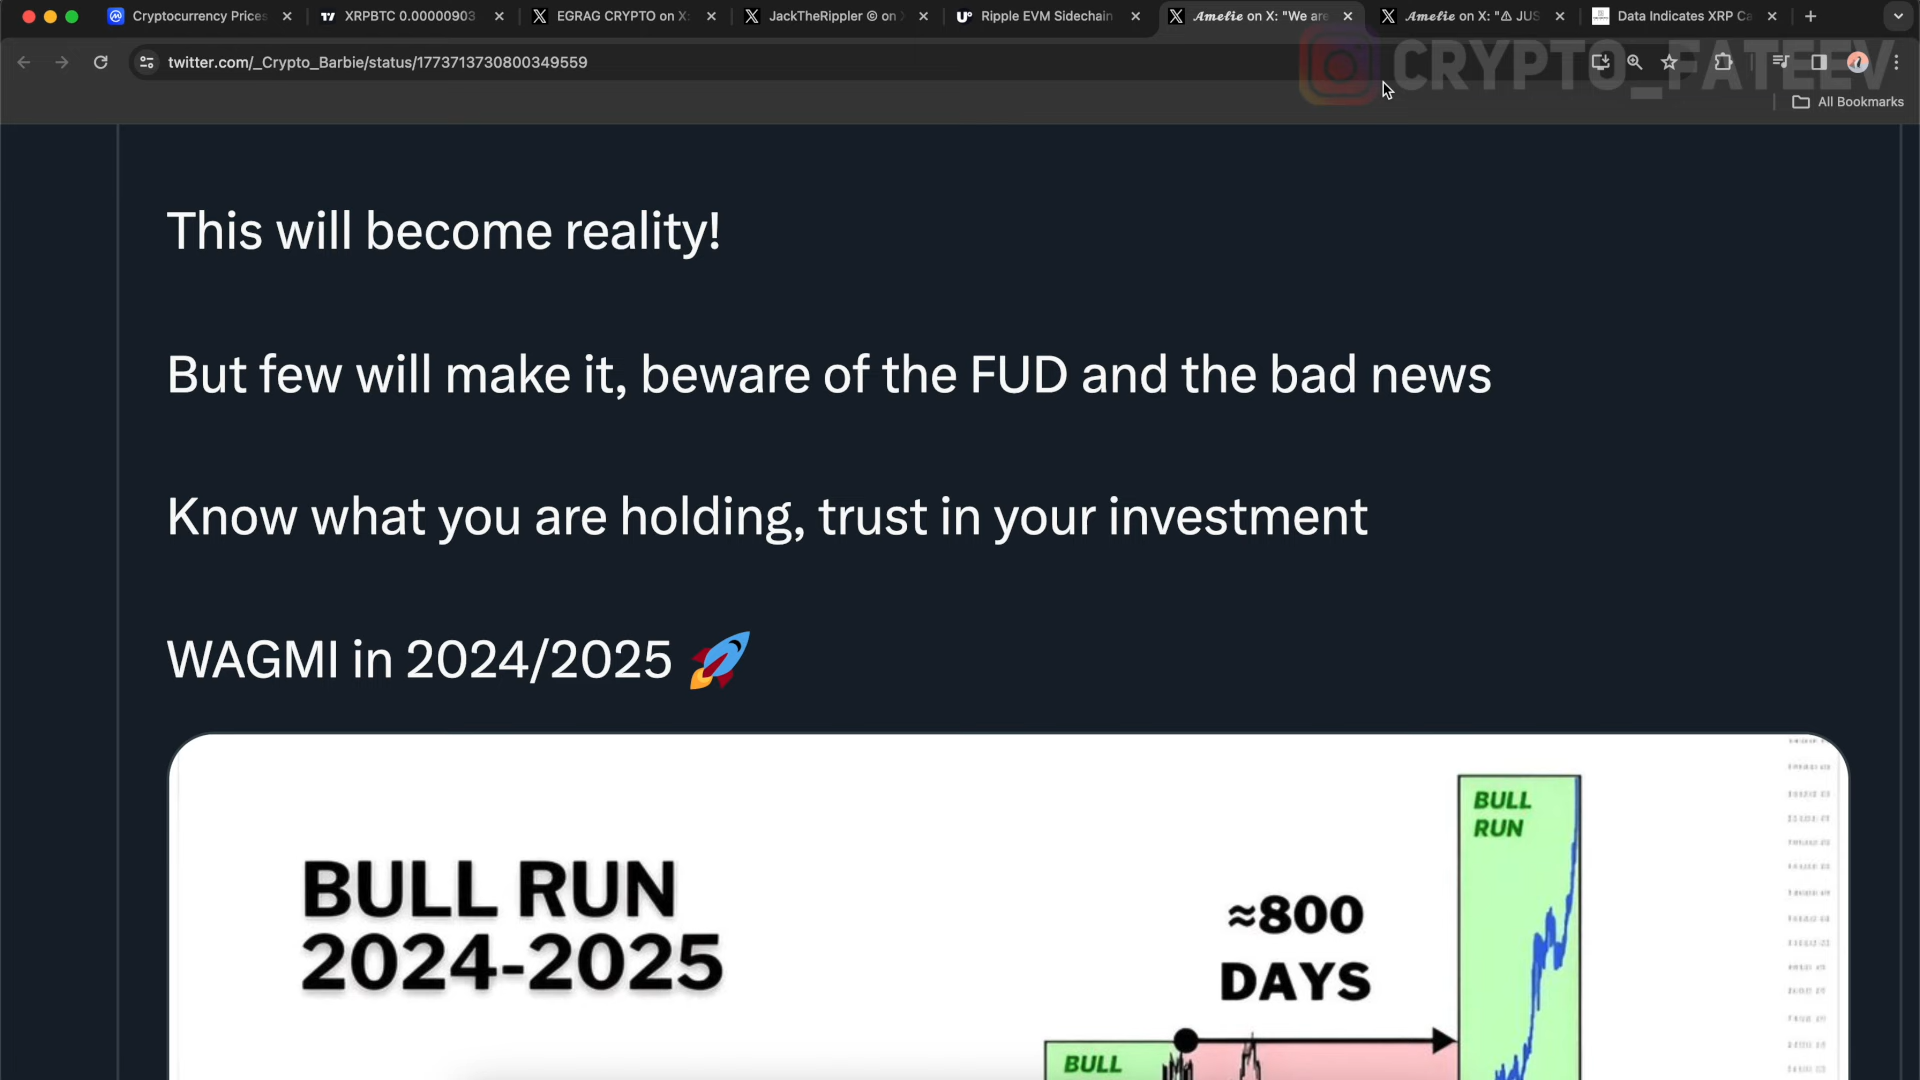 Cryptocurrency Prices
XRPBTC 0.00000903
EGRAG CRYPTO on X:
JackTheRippler © on
Ripple EVM Sidechain
Amelie on X: "We are
Amelie on X: "⚠ JUS
Data Indicates XRP Ca
twitter.com/_Crypto_Barbie/status/1773713730800349559
CRYPTO_FATEEV
All Bookmarks
This will become reality!
But few will make it, beware of the FUD and the bad news
Know what you are holding, trust in your investment
WAGMI in 2024/2025 🚀
BULL RUN
2024-2025
≈800
DAYS
BULL
RUN
BULL